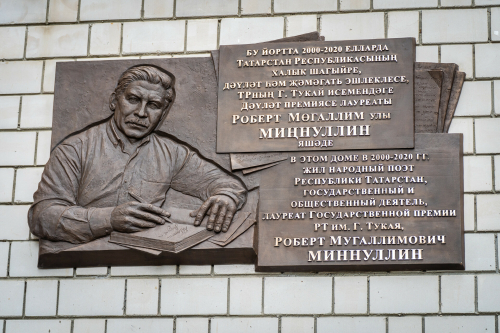 БУ ЙОРТТА 2000-2020 ЕЛЛАРДА
ТАТАРСТАН РЕСПУБЛИКАСЫНЫҢ
ХАЛЫК ШАГЫЙРЕ,
ДӘҮЛӘТ ҺӘМ ҖӘМӘГАТЬ ЭШЛЕКЛЕСЕ,
ТРНЫҢ Г. ТУКАЙ ИСЕМЕНДӘГЕ
ДӘҮЛӘТ ПРЕМИЯСЕ ЛАУРЕАТЫ
РОБЕРТ МӨГАЛЛИМ УЛЫ
МИҢНУЛЛИН
ЯШӘДЕ
В ЭТОМ ДОМЕ В 2000-2020 ГГ.
ЖИЛ НАРОДНЫЙ ПОЭТ
РЕСПУБЛИКИ ТАТАРСТАН,
ГОСУДАРСТВЕННЫЙ И
ОБЩЕСТВЕННЫЙ ДЕЯТЕЛЬ,
ЛАУРЕАТ ГОСУДАРСТВЕННОЙ ПРЕМИИ
РТ ИМ. Г. ТУКАЯ,
РОБЕРТ МУГАЛЛИМОВИЧ
МИННУЛЛИН